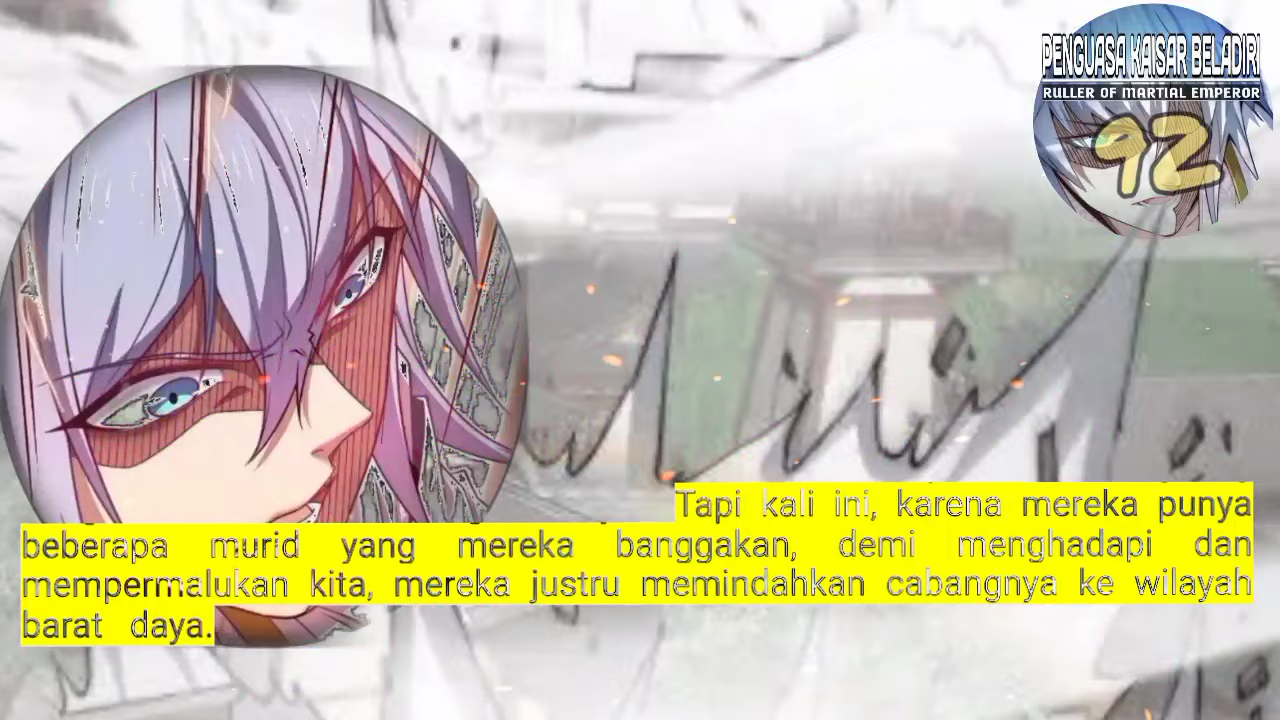 PENGUASA KAISAR BELADIRI
RULLER OF MARTIAL EMPEROR
92
Tapi kali ini, karena mereka punya
beberapa murid yang mereka banggakan, demi menghadapi dan
mempermalukan kita, mereka justru memindahkan cabangnya ke wilayah
barat daya.